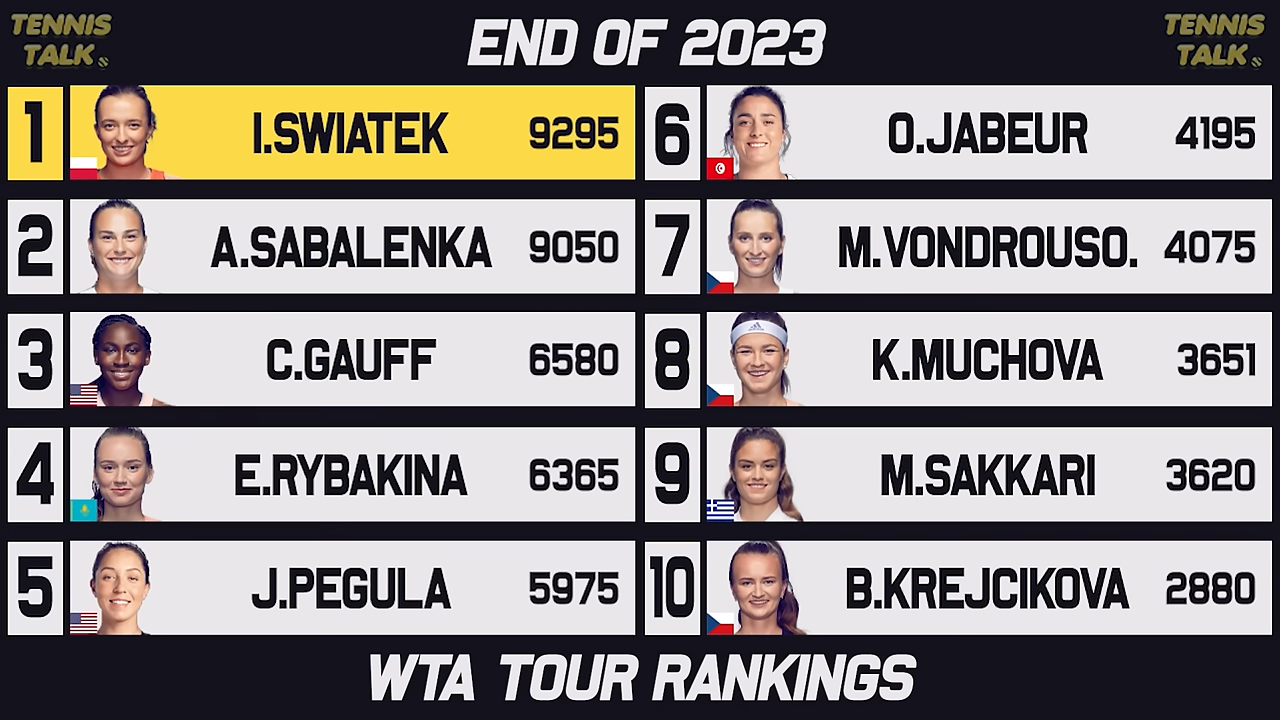 TENNIS
TALK.
END OF 2023
TENNIS
TALK.
1 I.SWIATEK 9295
2 A.SABALENKA 9050
3 C.GAUFF 6580
4 E.RYBAKINA 6365
5 J.PEGULA 5975
6 O.JABEUR 4195
7 M.VONDROUSO. 4075
8 K.MUCHOVA 3651
9 M.SAKKARI 3620
10 B.KREJCIKOVA 2880
WTA TOUR RANKINGS